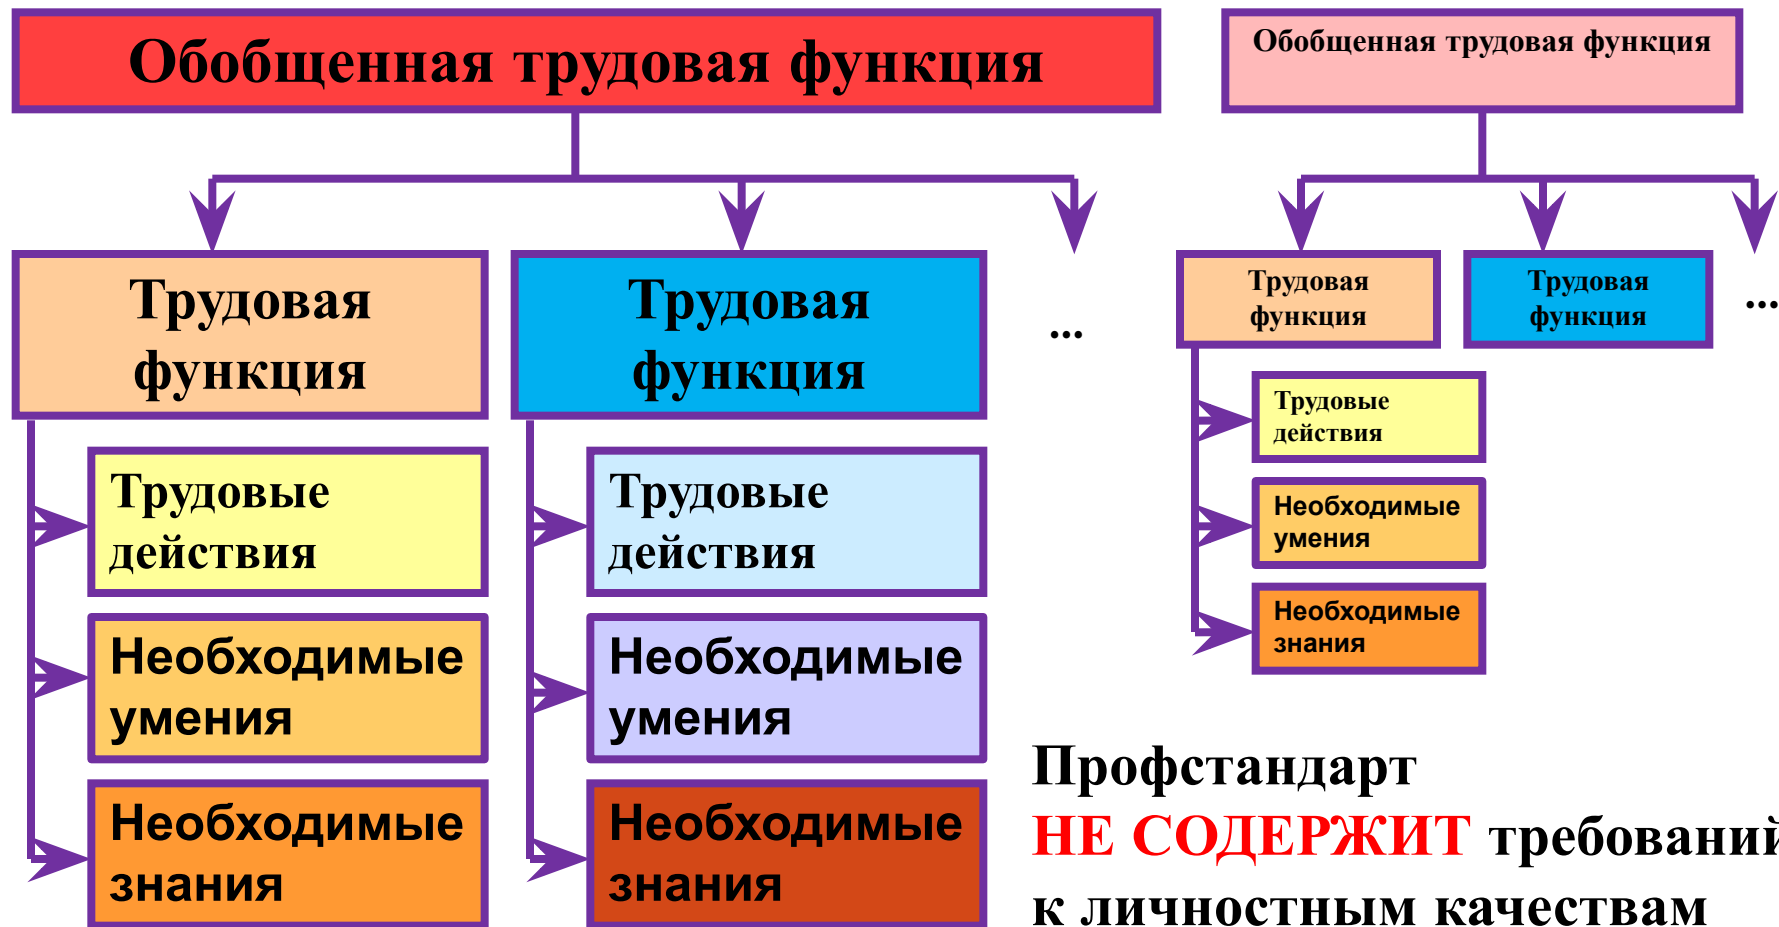 Обобщенная трудовая функция
Трудовая
функция
Трудовые
действия
Необходимые
умения
Необходимые
знания
Трудовая
функция
Трудовые
действия
Необходимые
умения
Необходимые
знания
...
Обобщенная трудовая функция
Трудовая
функция
Трудовые
действия
Необходимые
умения
Необходимые
знания
Трудовая
функция
...
Профстандарт
НЕ СОДЕРЖИТ требований
к личностным качествам